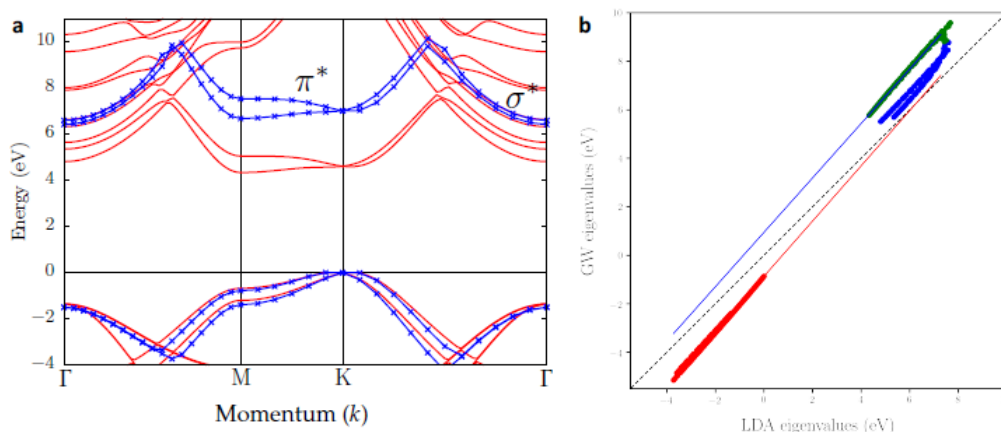 a
10
8
6
4
2
0
−2
−4
Energy (eV)
π*
σ*
Γ
M
K
Γ
Momentum (k)
b
10
8
6
4
2
0
−2
−4
GW eigenvalues (eV)
−4
−2
0
2
4
6
8
LDA eigenvalues (eV)